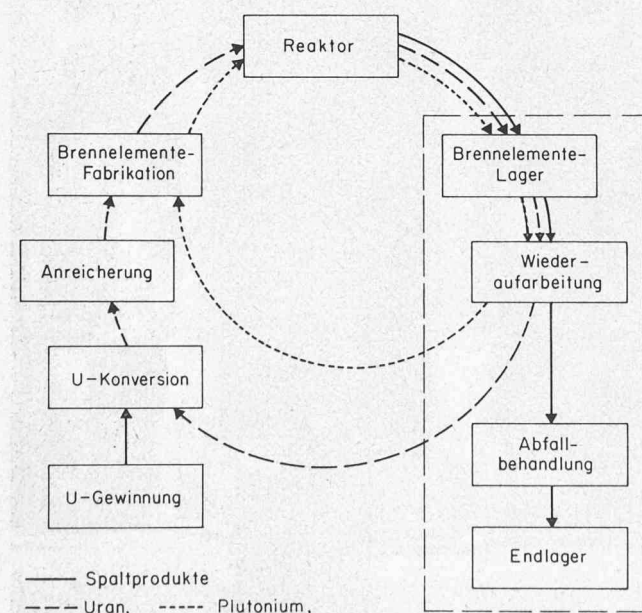 Reaktor
Brennelemente-
Fabrikation
Brennelemente-
Lager
Anreicherung
Wieder-
aufarbeitung
U-Konversion
U-Gewinnung
Abfall-
behandlung
Endlager
Spaltprodukte
Uran, Plutonium,